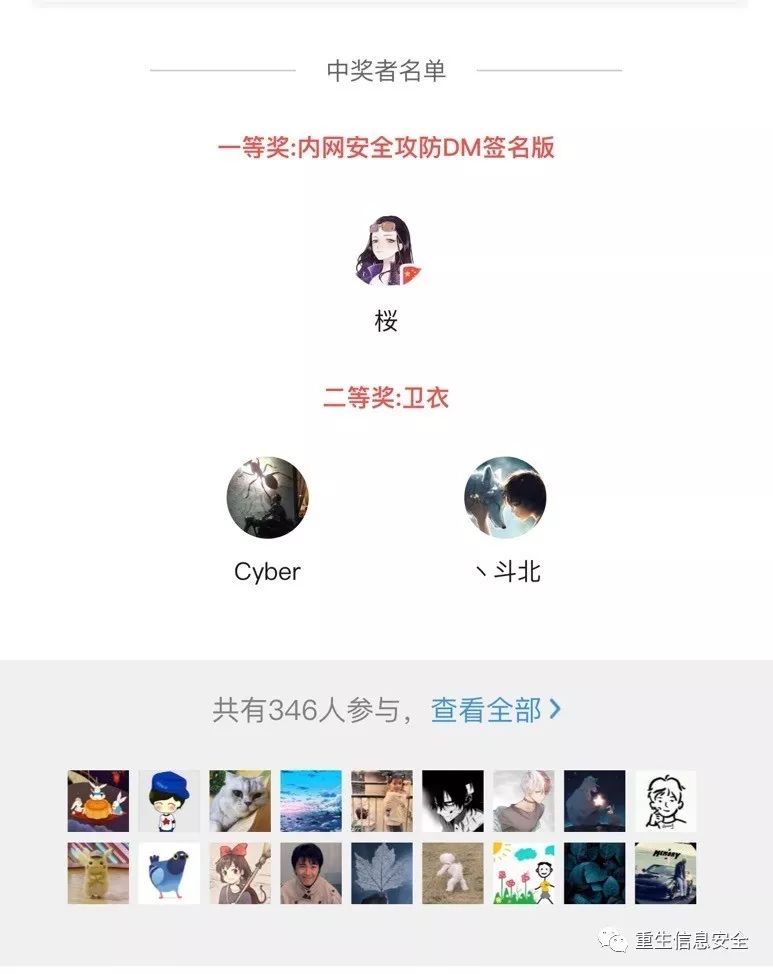 中奖者名单
一等奖:内网安全攻防DM签名版
桜
二等奖:卫衣
Cyber
丶斗北
共有346人参与，查看全部
MEMORY
重生信息安全